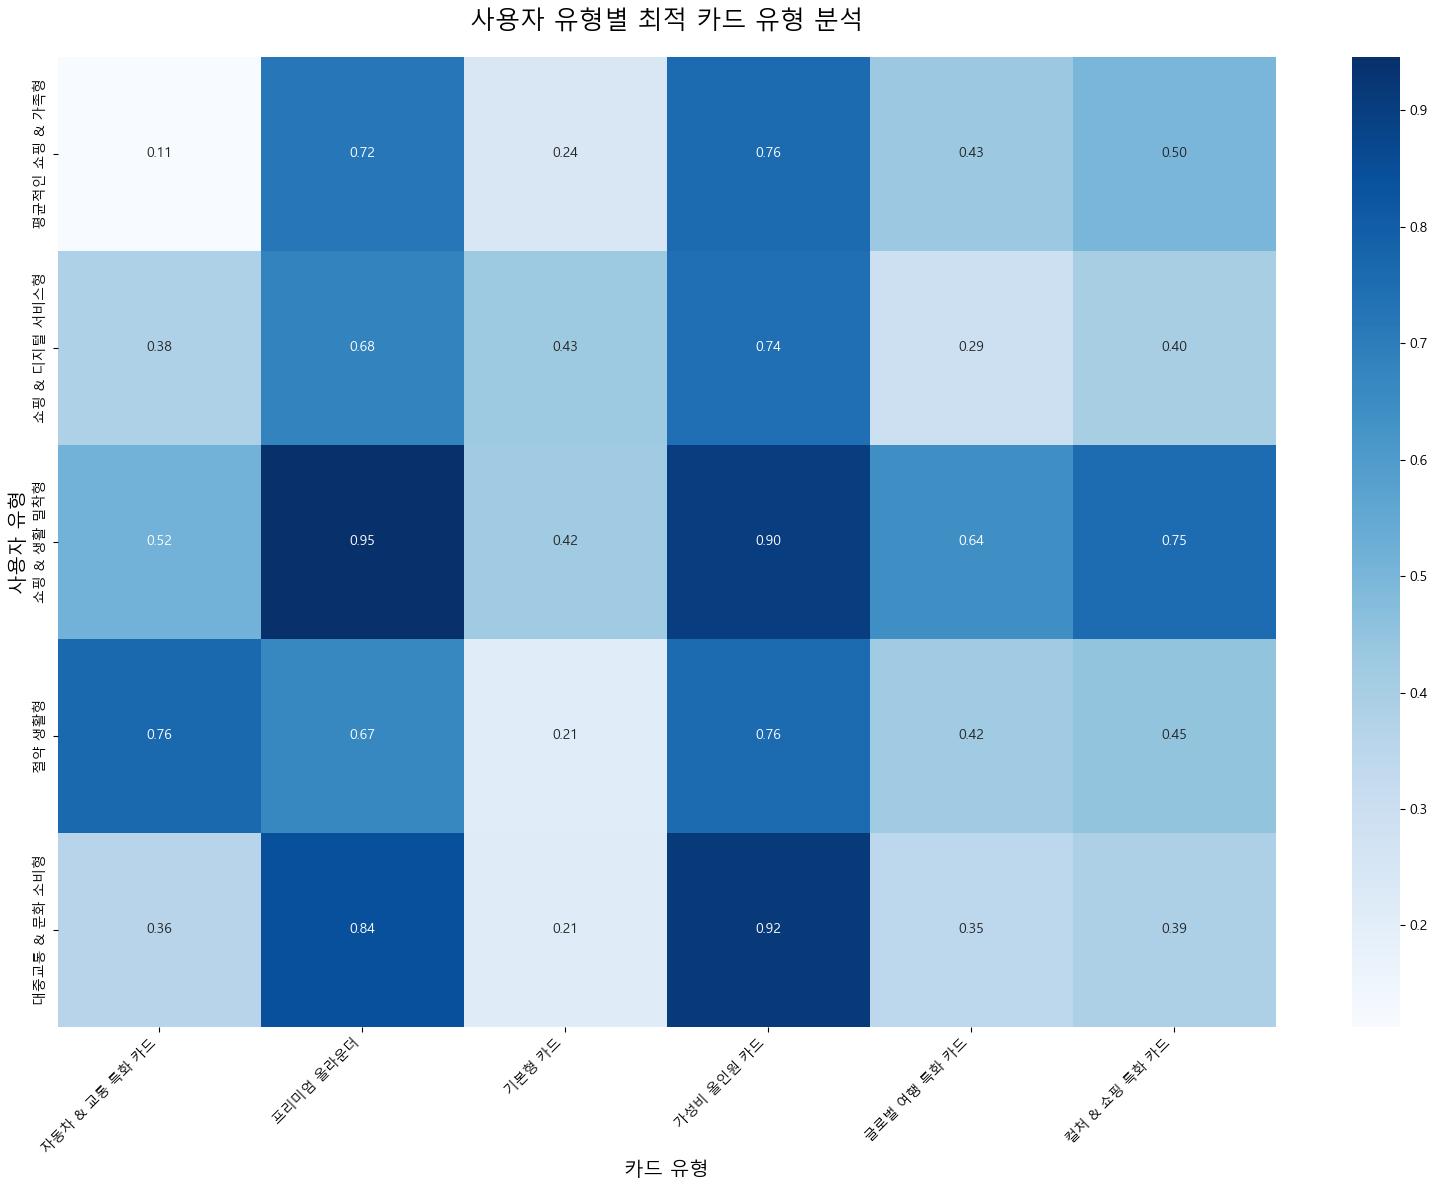 사용자 유형별 최적 카드 유형 분석
사용자 유형
평균적인 쇼핑 & 가족형
0.11 0.72 0.24 0.76 0.43 0.50
쇼핑 & 디지털 서비스형
0.38 0.68 0.43 0.74 0.29 0.40
쇼핑 & 생활 밀착형
0.52 0.95 0.42 0.90 0.64 0.75
절약 생활형
0.76 0.67 0.21 0.76 0.42 0.45
대중교통 & 문화 소비형
0.36 0.84 0.21 0.92 0.35 0.39
자동차 & 교통 특화 카드
프리미엄 올라운더
기본형 카드
가성비 올인원 카드
글로벌 여행 특화 카드
컬처 & 쇼핑 특화 카드
카드 유형
0.9
0.8
0.7
0.6
0.5
0.4
0.3
0.2